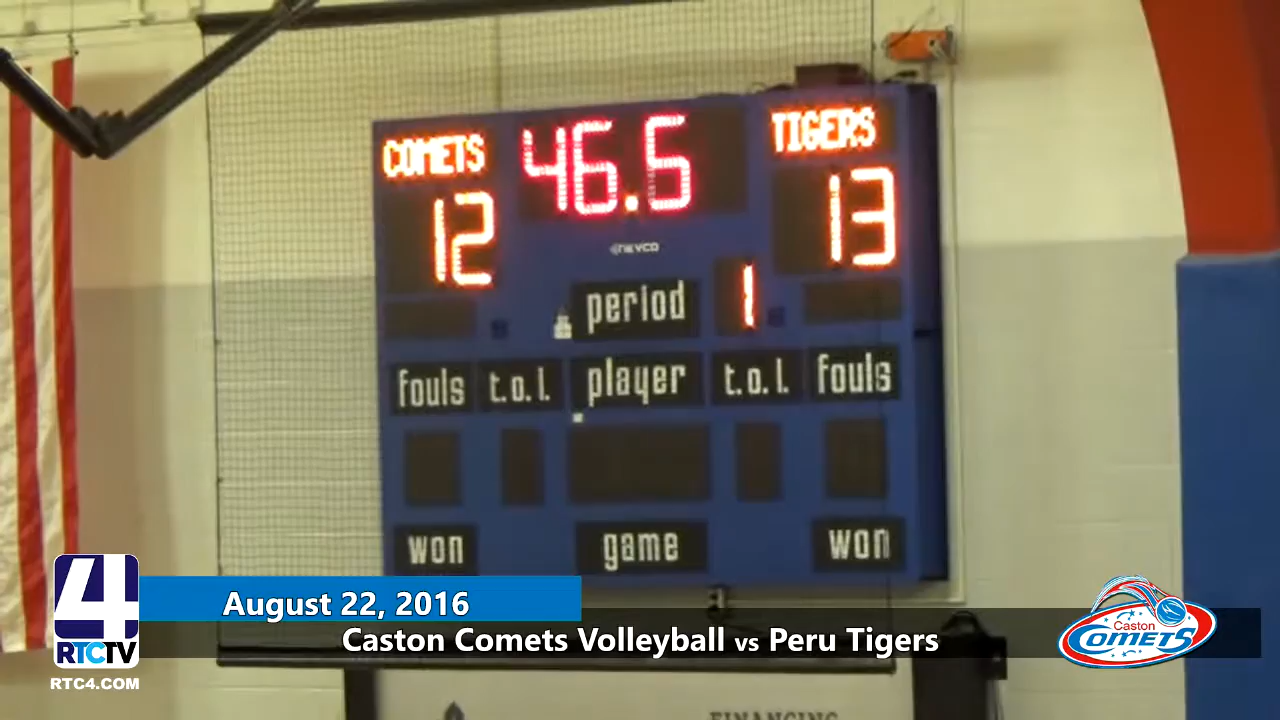 COMETS 46.5 TIGERS
12 13
NEVCO
period 1
fouls t.o.l. player t.o.l. fouls
won game won
4
RTCTV
RTC4.COM
August 22, 2016
Caston Comets Volleyball vs Peru Tigers
Caston
COMETS
FINANCING